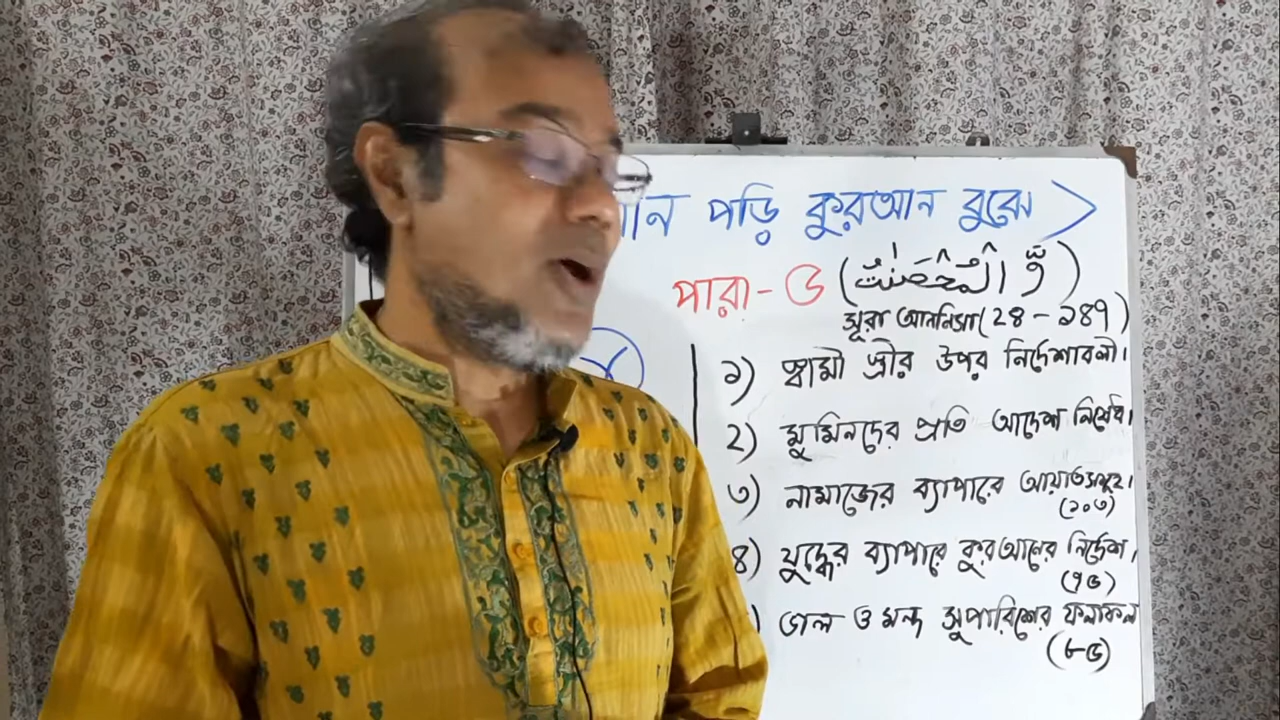 পড়ি কুরআন বুঝে
পারা - ৫ (وَّ الْمُحْصَنٰتُ)
সূরা আননিসা (২৪ - ১৪৭)
১) স্বামী স্ত্রীর উপর নির্দেশাবলী।
২) মুমিনদের প্রতি আদেশ নিষেধ।
৩) নামাজের ব্যাপারে আয়াতসমূহ।
(১০৩)
৪) যুদ্ধের ব্যাপারে কুরআনের নির্দেশ।
(৭৫)
) ভাল ও মন্দ সুপারিশের ফলাফল
(৮৫)